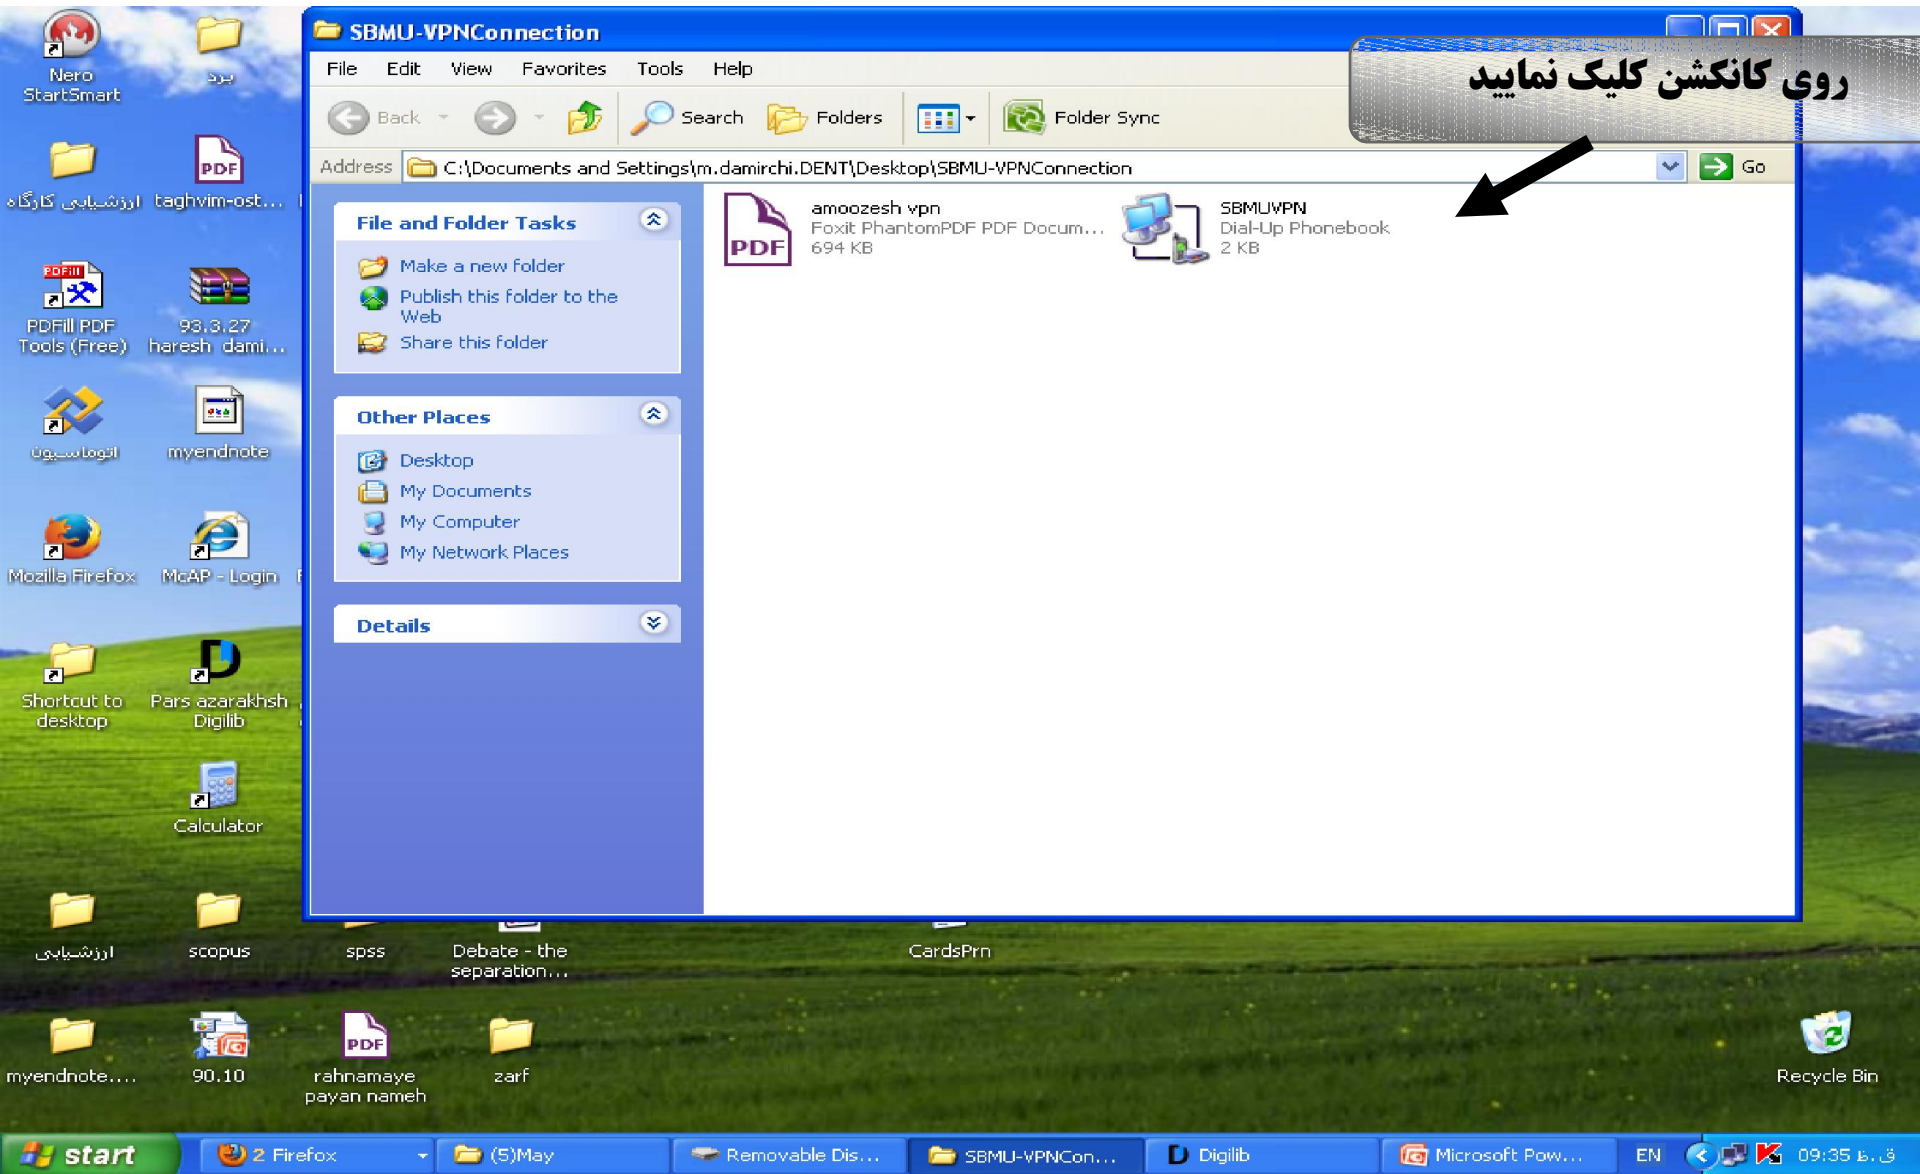 SBMU-VPNConnection
File Edit View Favorites Tools Help
روی کانکشن کلیک نمایید
Back Search Folders Folder Sync
Address C:\Documents and Settings\m.damirchi.DENT\Desktop\SBMU-VPNConnection Go
File and Folder Tasks
Make a new folder
Publish this folder to the
Web
Share this folder
Other Places
Desktop
My Documents
My Computer
My Network Places
Details
PDF
amoozesh vpn
Foxit PhantomPDF PDF Docum...
694 KB
SBMUVPN
Dial-Up Phonebook
2 KB
Nero
StartSmart
برد
ارزشیابی کارگاه
PDF
taghvim-ost...
PDFill
PDFill PDF
Tools (Free)
93.3.27
haresh dami...
اتوماسیون
myendnote
Mozilla Firefox
McAP - Login
Shortcut to
desktop
Pars azarakhsh
Digilib
Calculator
ارزشیابی
scopus
spss
Debate - the
separation...
CardsPrn
myendnote....
90.10
PDF
rahnamaye
payan nameh
zarf
Recycle Bin
start
2 Firefox
(5)May
Removable Dis...
SBMU-VPNCon...
Digilib
Microsoft Pow...
EN
09:35 ق.ظ